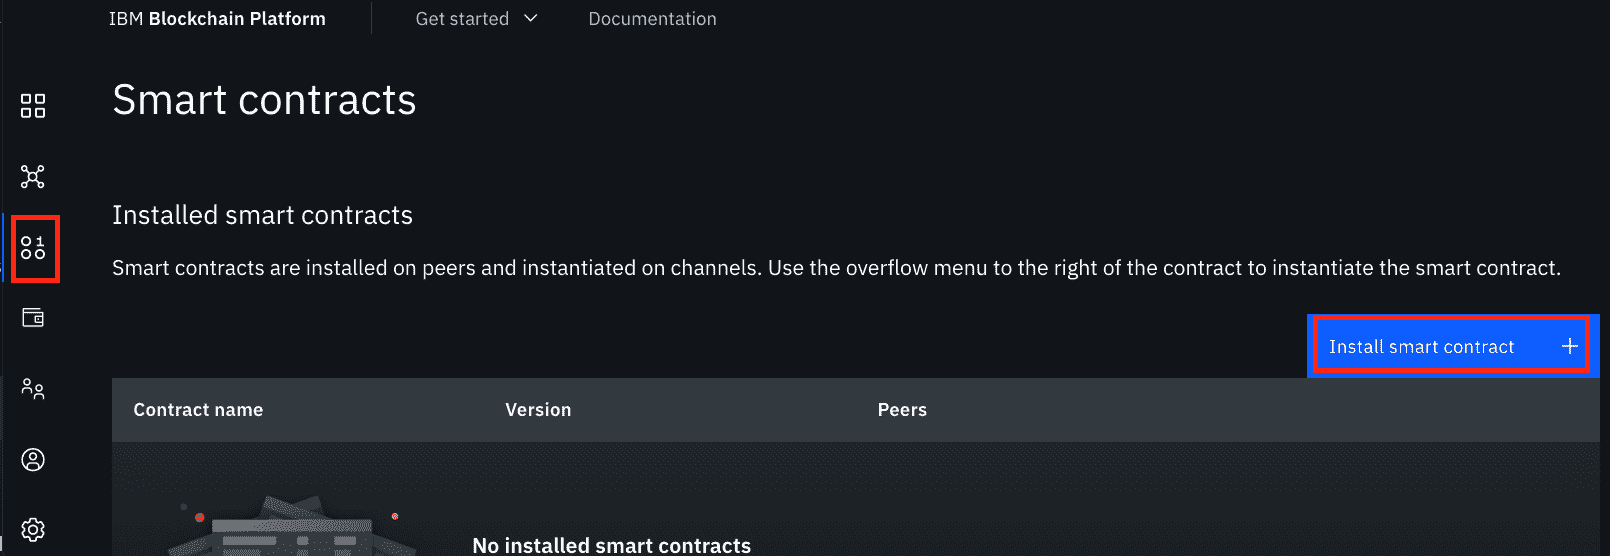 IBM Blockchain Platform Get started Documentation
Smart contracts
Installed smart contracts
Smart contracts are installed on peers and instantiated on channels. Use the overflow menu to the right of the contract to instantiate the smart contract.
Install smart contract
Contract name Version Peers
No installed smart contracts